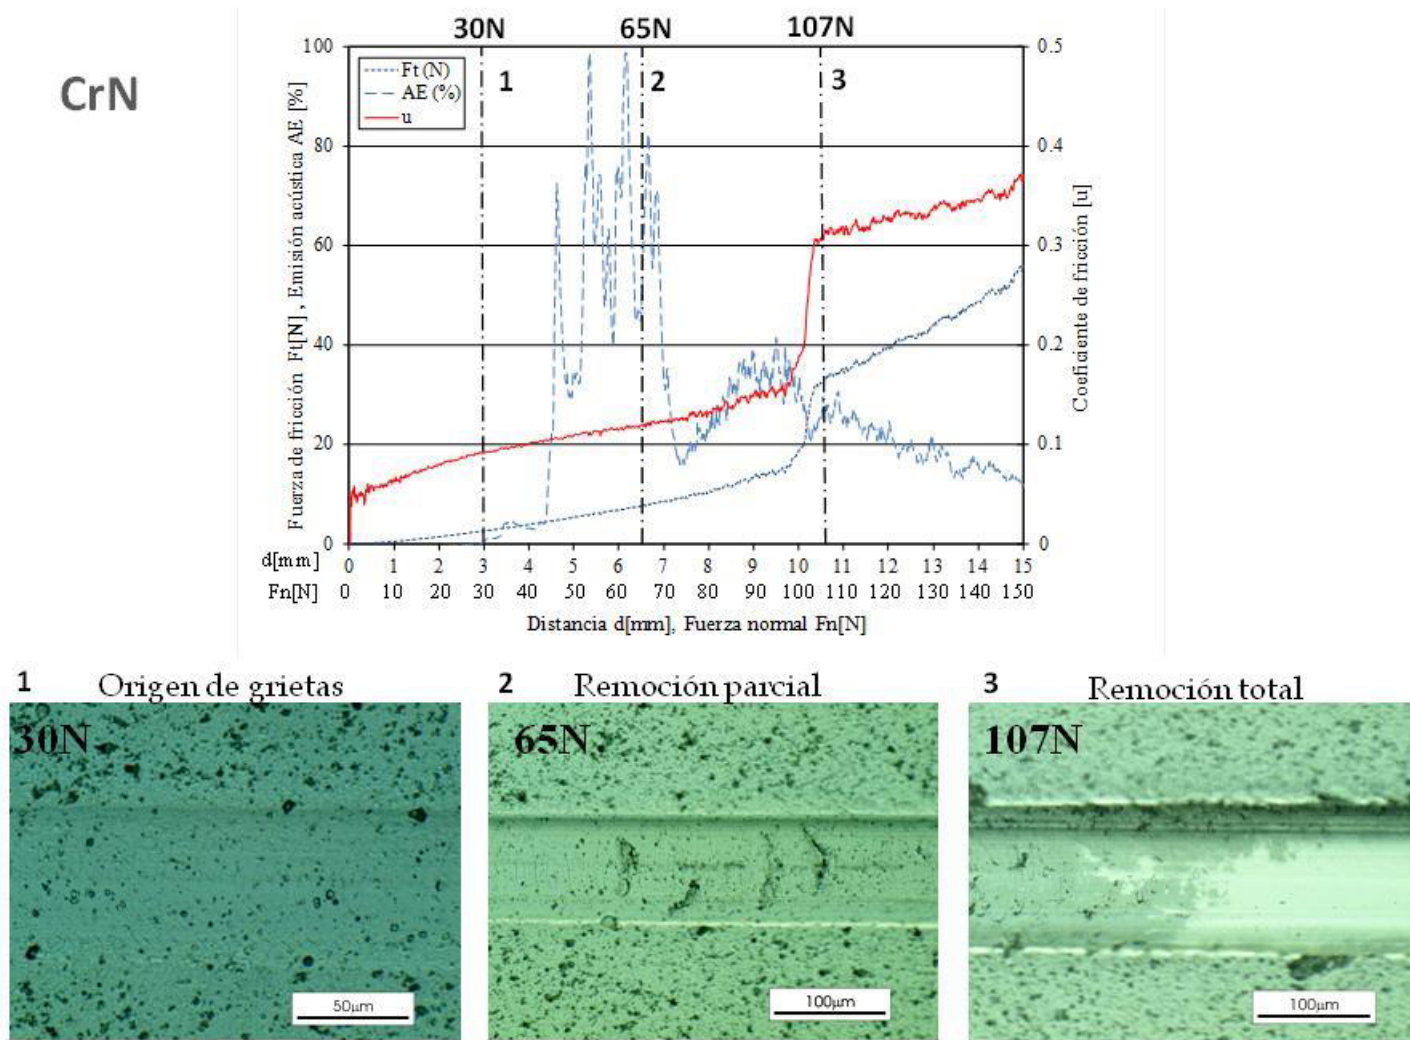 CrN
30N 65N 107N
100 0.5
Ft (N)
AE (%)
u
1 2 3
80 0.4
60 0.3
40 0.2
20 0.1
0 0
Fuerza de fricción Ft[N] , Emisión acústica AE [%]
Coeficiente de fricción [u]
d[mm] 0 1 2 3 4 5 6 7 8 9 10 11 12 13 14 15
Fn[N] 0 10 20 30 40 50 60 70 80 90 100 110 120 130 140 150
Distancia d[mm], Fuerza normal Fn[N]
1 Origen de grietas
30N
50µm
2 Remoción parcial
65N
100µm
3 Remoción total
107N
100µm